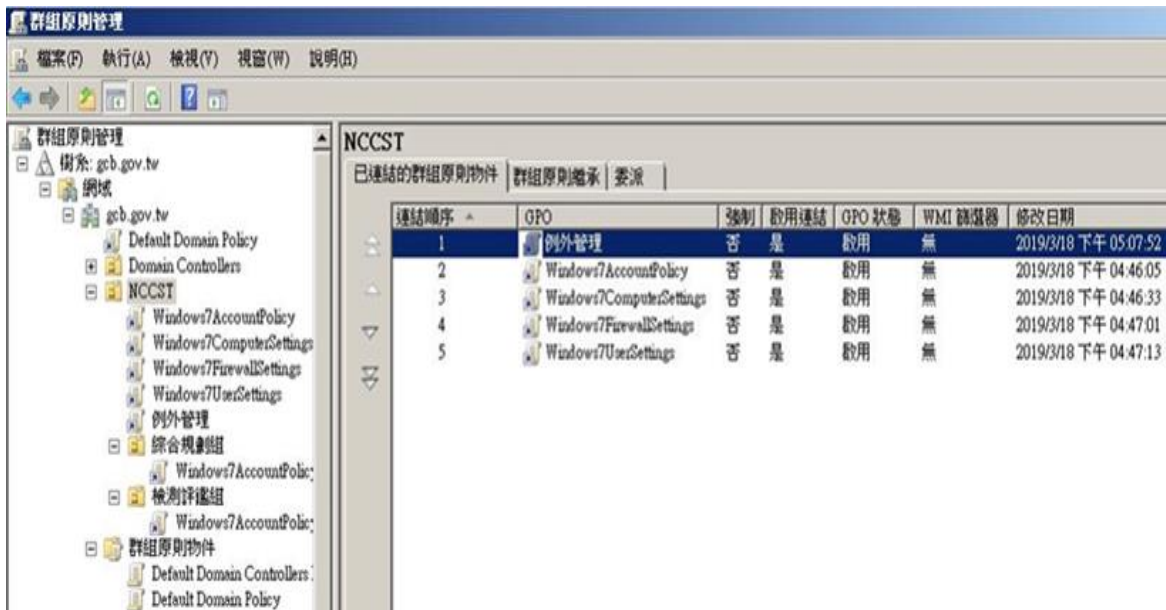 群組原則管理
檔案(F) 執行(A) 檢視(V) 視窗(W) 說明(H)
群組原則管理
樹系: gcb.gov.tw
網域
gcb.gov.tw
Default Domain Policy
Domain Controllers
NCCST
Windows7AccountPolicy
Windows7ComputerSettings
Windows7FirewallSettings
Windows7UserSettings
例外管理
綜合規劃組
Windows7AccountPolic
檢測評鑑組
Windows7AccountPolic
群組原則物件
Default Domain Controllers
Default Domain Policy
NCCST
已連結的群組原則物件 群組原則繼承 委派
連結順序 GPO 強制 啟用連結 GPO 狀態 WMI 篩選器 修改日期
1 例外管理 否 是 啟用 無 2019/3/18 下午 05:07:52
2 Windows7AccountPolicy 否 是 啟用 無 2019/3/18 下午 04:46:05
3 Windows7ComputerSettings 否 是 啟用 無 2019/3/18 下午 04:46:33
4 Windows7FirewallSettings 否 是 啟用 無 2019/3/18 下午 04:47:01
5 Windows7UserSettings 否 是 啟用 無 2019/3/18 下午 04:47:13